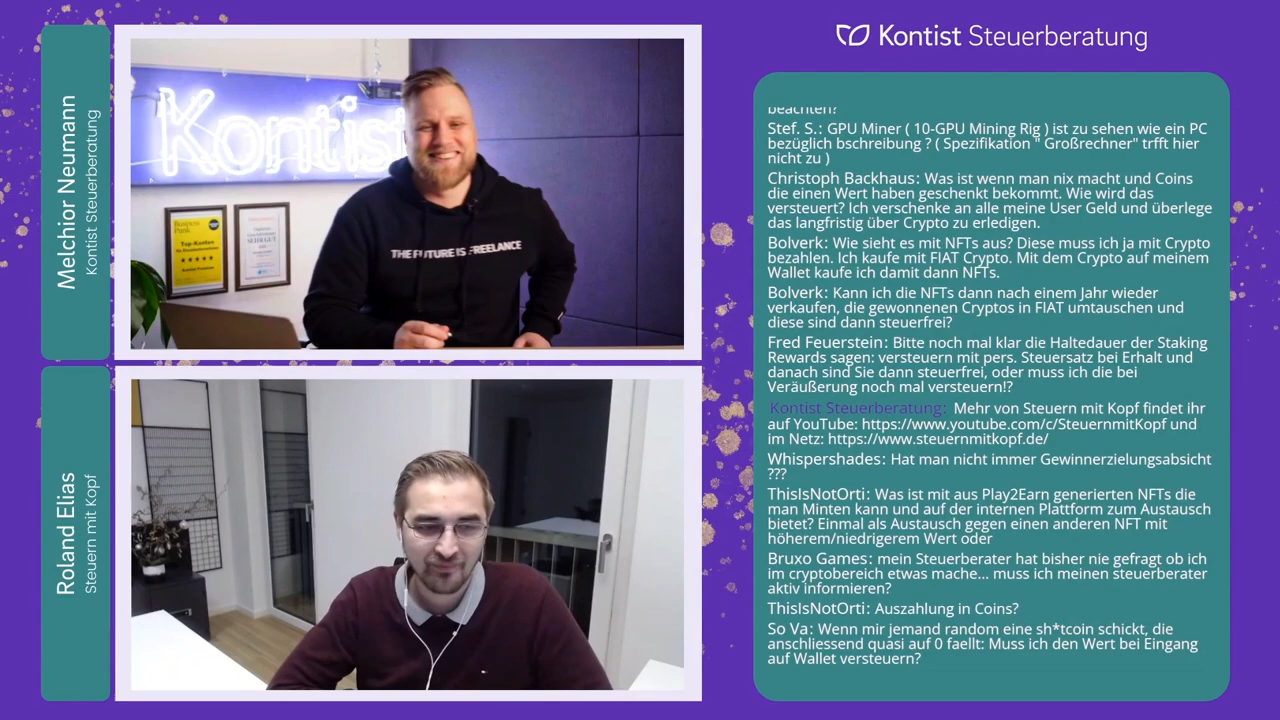 Melchior Neumann
Kontist Steuerberatung
Kontist
Top-Konten
SEHR GUT
THE FUTURE IS FREELANCE
Roland Elias
Steuern mit Kopf
Kontist Steuerberatung
beachten?
Stef. S.: GPU Miner ( 10-GPU Mining Rig ) ist zu sehen wie ein PC
bezüglich bschreibung ? ( Spezifikation " Großrechner" trfft hier
nicht zu )
Christoph Backhaus: Was ist wenn man nix macht und Coins
die einen Wert haben geschenkt bekommt. Wie wird das
versteuert? Ich verschenke an alle meine User Geld und überlege
das langfristig über Crypto zu erledigen.
Bolverk: Wie sieht es mit NFTs aus? Diese muss ich ja mit Crypto
bezahlen. Ich kaufe mit FIAT Crypto. Mit dem Crypto auf meinem
Wallet kaufe ich damit dann NFTs.
Bolverk: Kann ich die NFTs dann nach einem Jahr wieder
verkaufen, die gewonnenen Cryptos in FIAT umtauschen und
diese sind dann steuerfrei?
Fred Feuerstein: Bitte noch mal klar die Haltedauer der Staking
Rewards sagen: versteuern mit pers. Steuersatz bei Erhalt und
danach sind Sie dann steuerfrei, oder muss ich die bei
Veräußerung noch mal versteuern!?
Kontist Steuerberatung: Mehr von Steuern mit Kopf findet ihr
auf YouTube: https://www.youtube.com/c/SteuernmitKopf und
im Netz: https://www.steuernmitkopf.de/
Whispershades: Hat man nicht immer Gewinnerzielungsabsicht
???
ThisIsNotOrti: Was ist mit aus Play2Earn generierten NFTs die
man Minten kann und auf der internen Plattform zum Austausch
bietet? Einmal als Austausch gegen einen anderen NFT mit
höherem/niedrigerem Wert oder
Bruxo Games: mein Steuerberater hat bisher nie gefragt ob ich
im cryptobereich etwas mache... muss ich meinen steuerberater
aktiv informieren?
ThisIsNotOrti: Auszahlung in Coins?
So Va: Wenn mir jemand random eine sh*tcoin schickt, die
anschliessend quasi auf 0 faellt: Muss ich den Wert bei Eingang
auf Wallet versteuern?